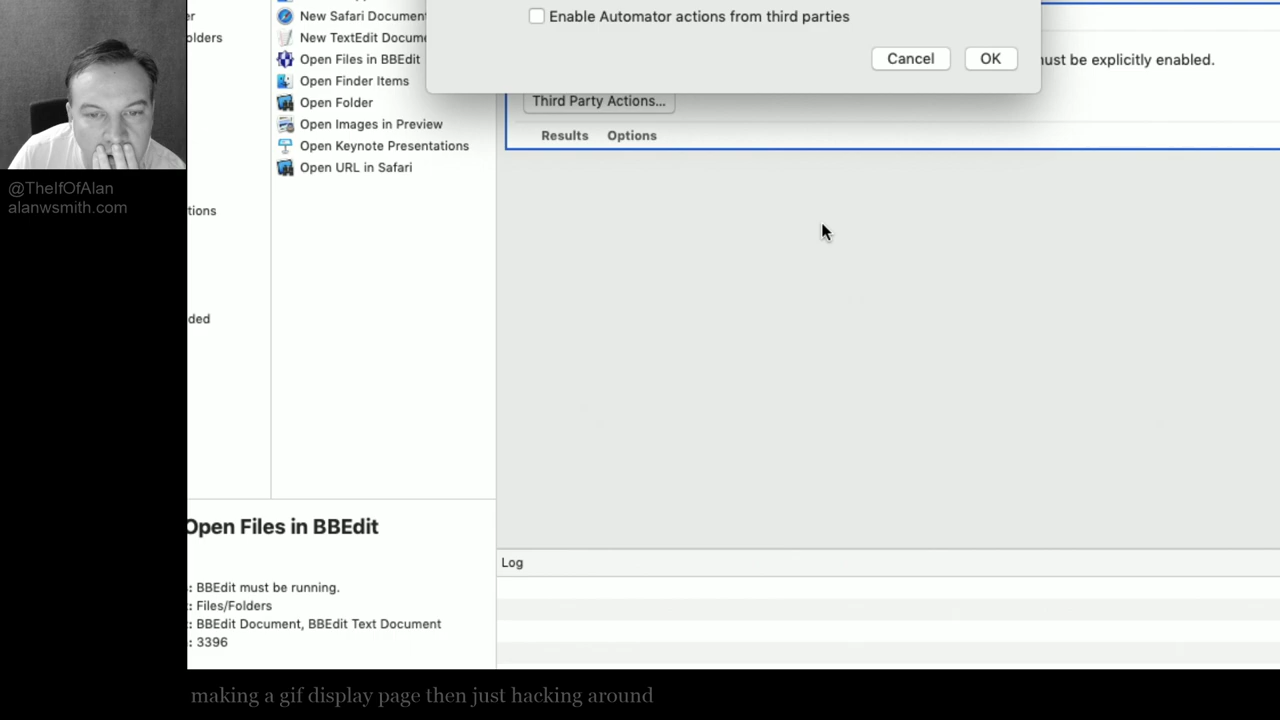 er
olders
tions
ded
New Safari Document
New TextEdit Docume
Open Files in BBEdit
Open Finder Items
Open Folder
Open Images in Preview
Open Keynote Presentations
Open URL in Safari
Enable Automator actions from third parties
Cancel
OK
must be explicitly enabled.
Third Party Actions...
Results Options
@TheIfOfAlan
alanwsmith.com
Open Files in BBEdit
: BBEdit must be running.
: Files/Folders
: BBEdit Document, BBEdit Text Document
: 3396
Log
making a gif display page then just hacking around